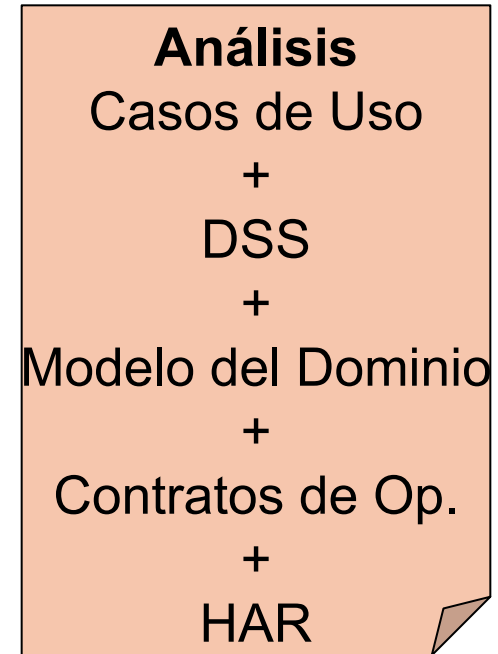 Análisis
Casos de Uso
+
DSS
+
Modelo del Dominio
+
Contratos de Op.
+
HAR